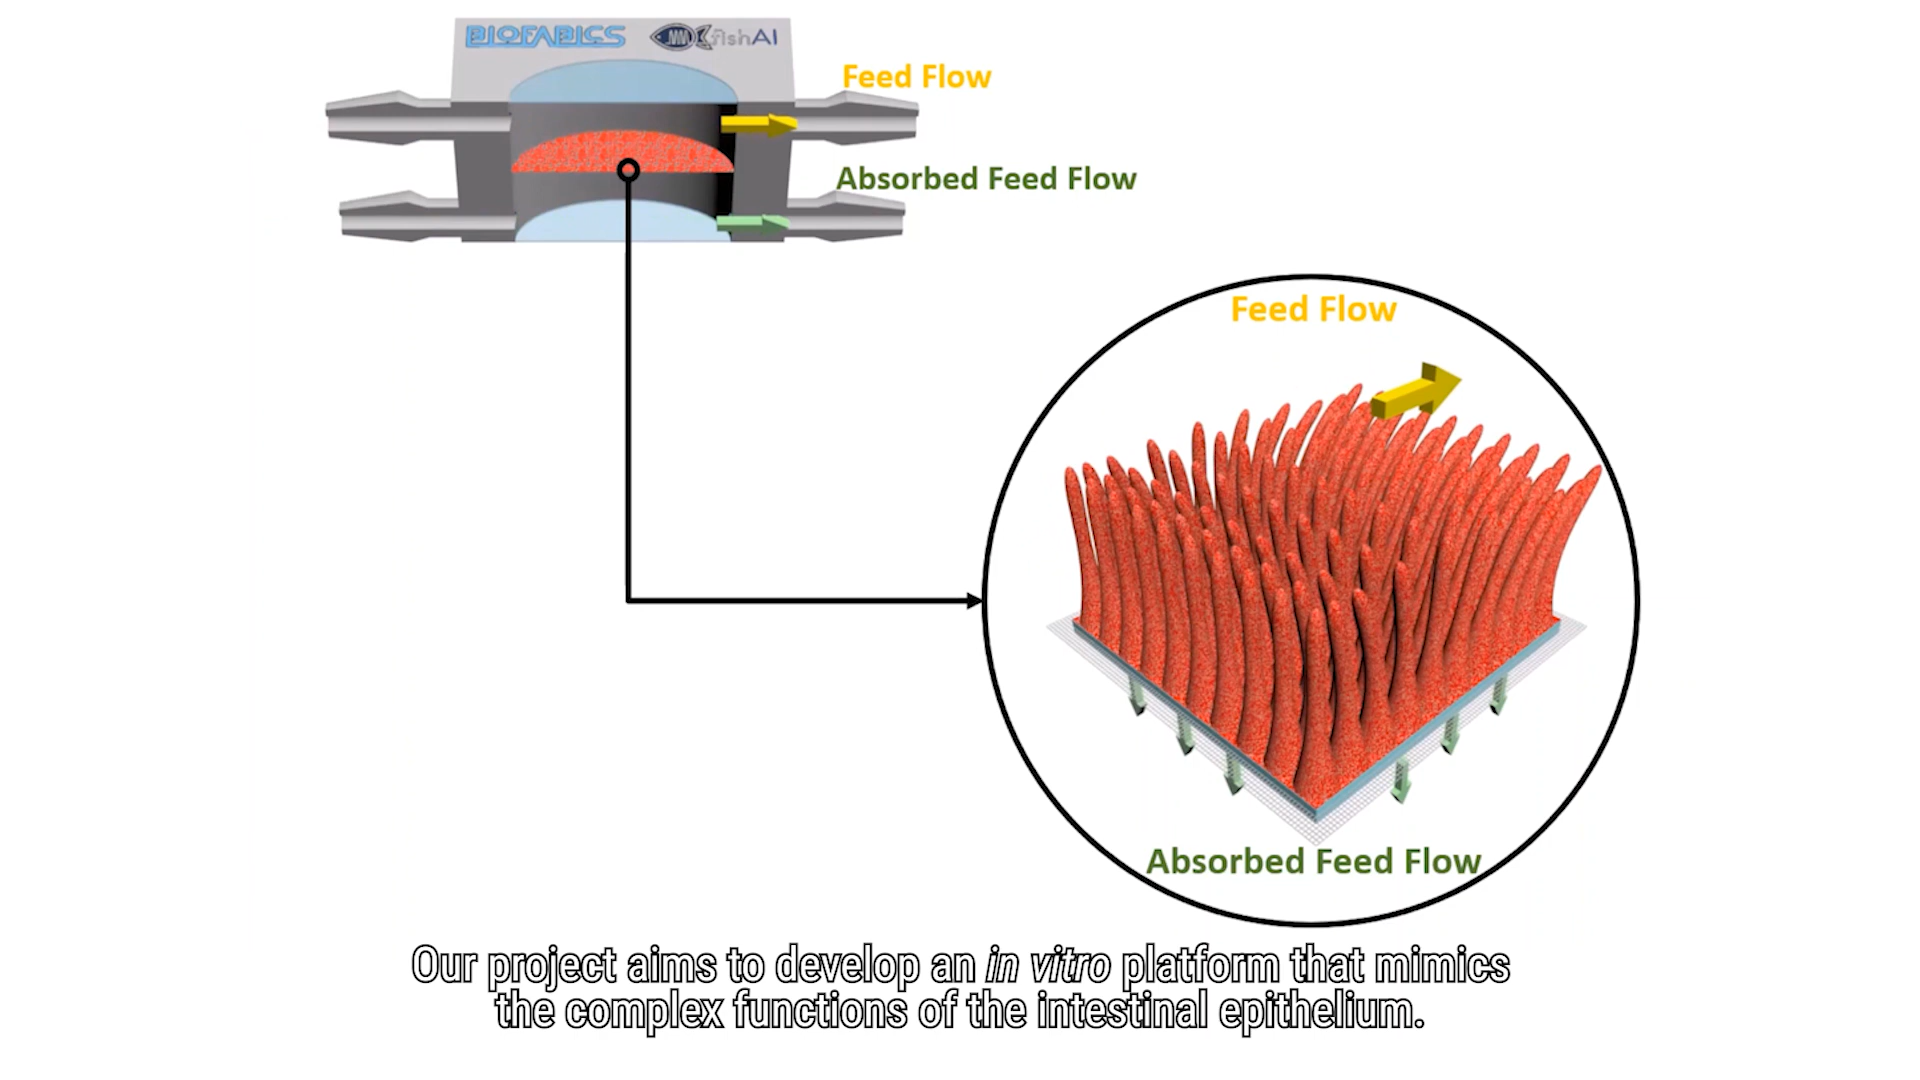 BIOFABICS fishAI
Feed Flow
Absorbed Feed Flow
Feed Flow
Absorbed Feed Flow
Our project aims to develop an in vitro platform that mimics
the complex functions of the intestinal epithelium.